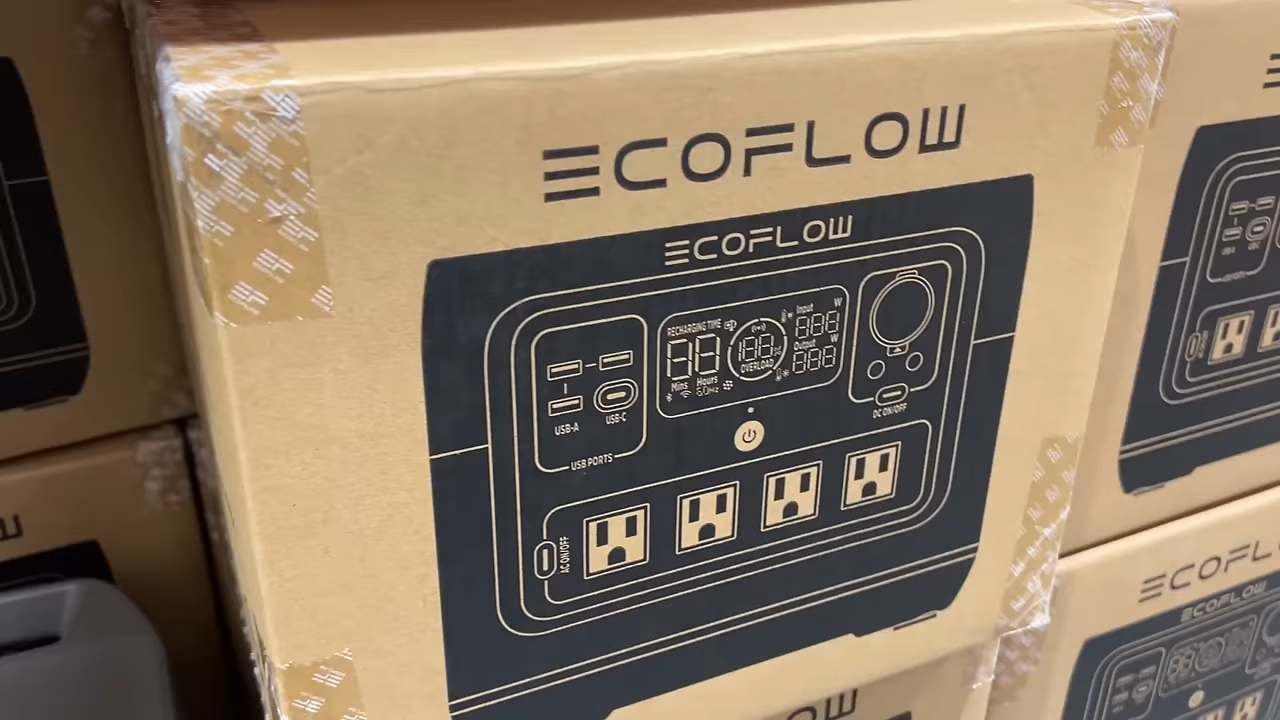 ECOFLOW
ECOFLOW
RECHARGING TIME
88
Mins Hours
60Hz
188%
OVERLOAD
Input W
888
Output W
888
USB-A
USB-C
USB PORTS
DC ON/OFF
AC ON/OFF
ECOFLOW
ECOFLOW